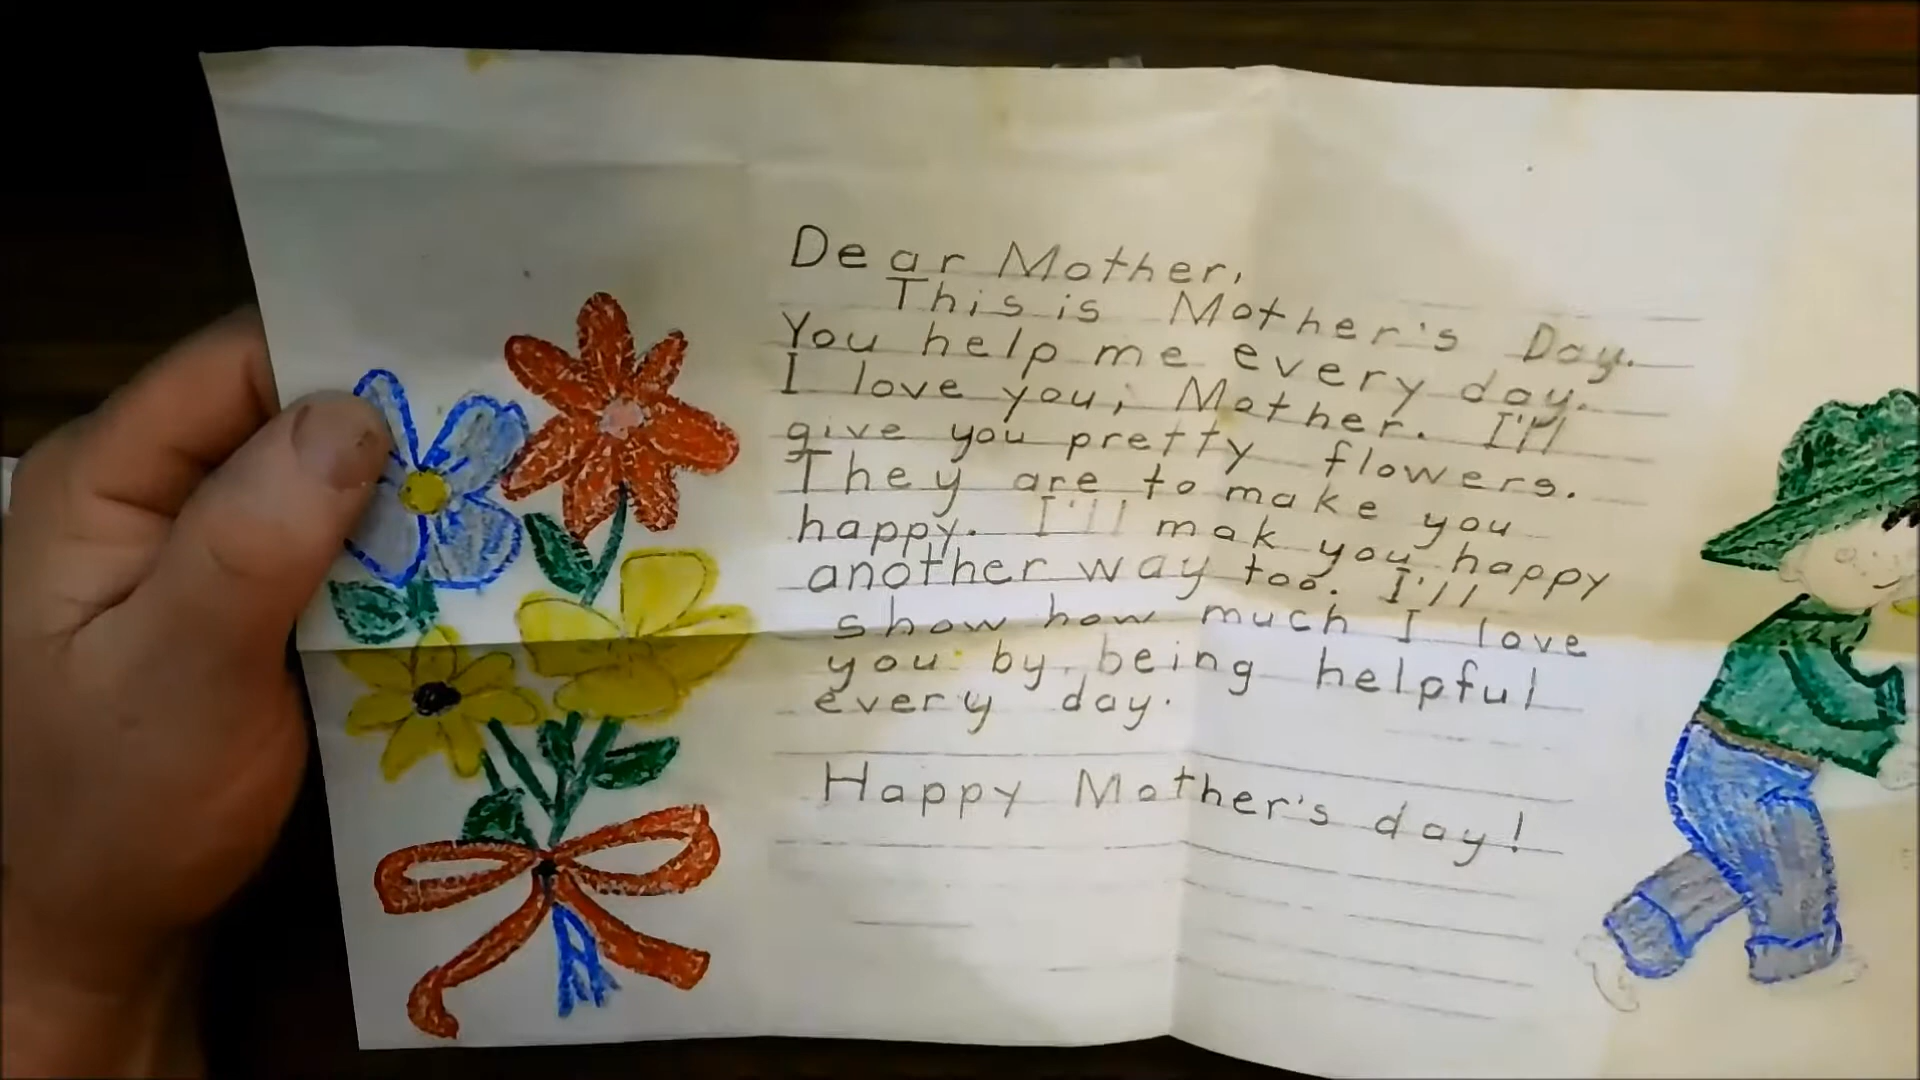 Dear Mother,
This is Mother's Day.
You help me every day.
I love you, Mother. I'll
give you pretty flowers.
They are to make you
happy. I'll mak you happy
another way too. I'll
show how much I love
you by being helpful
every day.
Happy Mother's day!